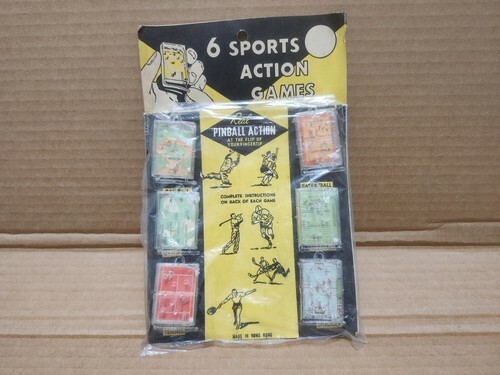 6 SPORTS
ACTION
GAMES
Real
PINBALL ACTION
AT THE FLIP OF
YOUR FINGERTIP
COMPLETE INSTRUCTIONS
ON BACK OF EACH GAME
MADE IN HONG KONG